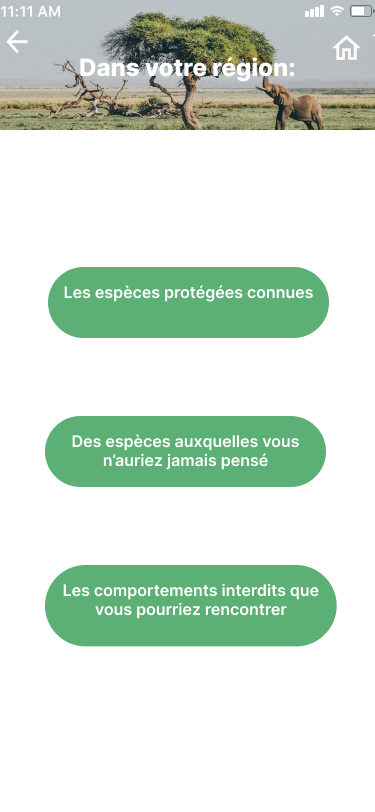 11:11 AM
Dans votre région:
Les espèces protégées connues
Des espèces auxquelles vous
n’auriez jamais pensé
Les comportements interdits que
vous pourriez rencontrer